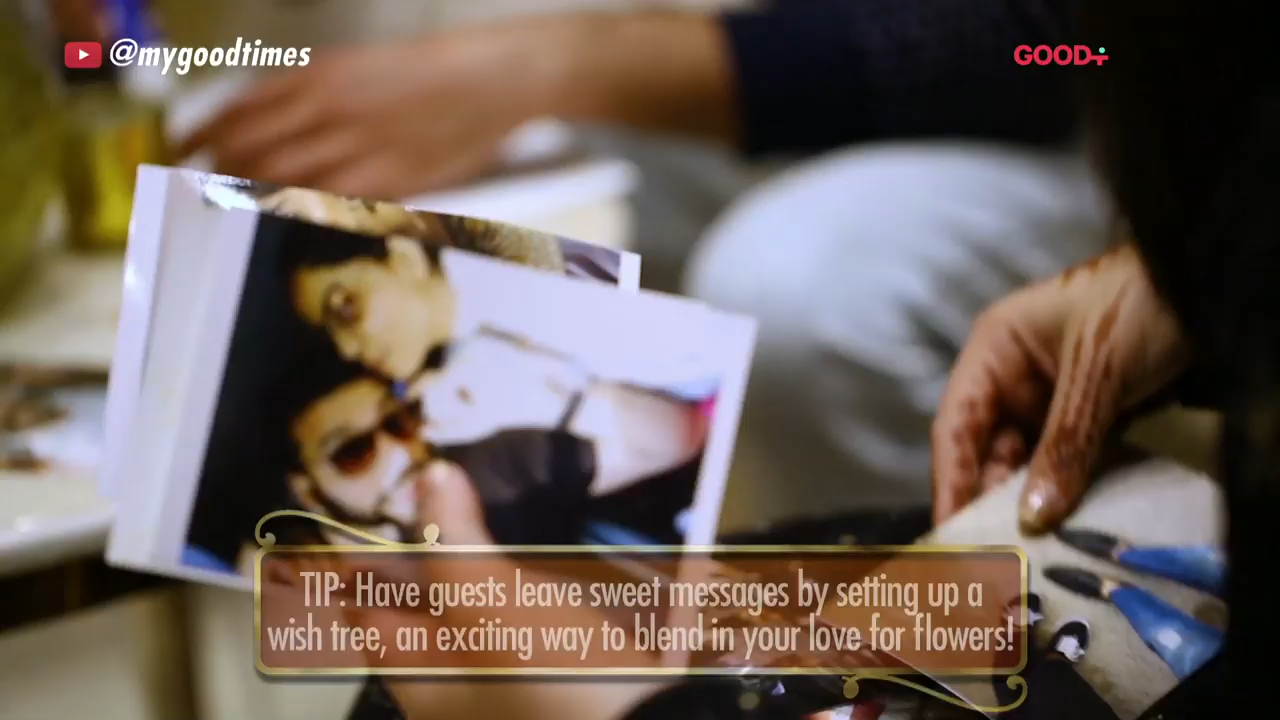 @mygoodtimes
GOOD+
TIP: Have guests leave sweet messages by setting up a
wish tree, an exciting way to blend in your love for flowers!